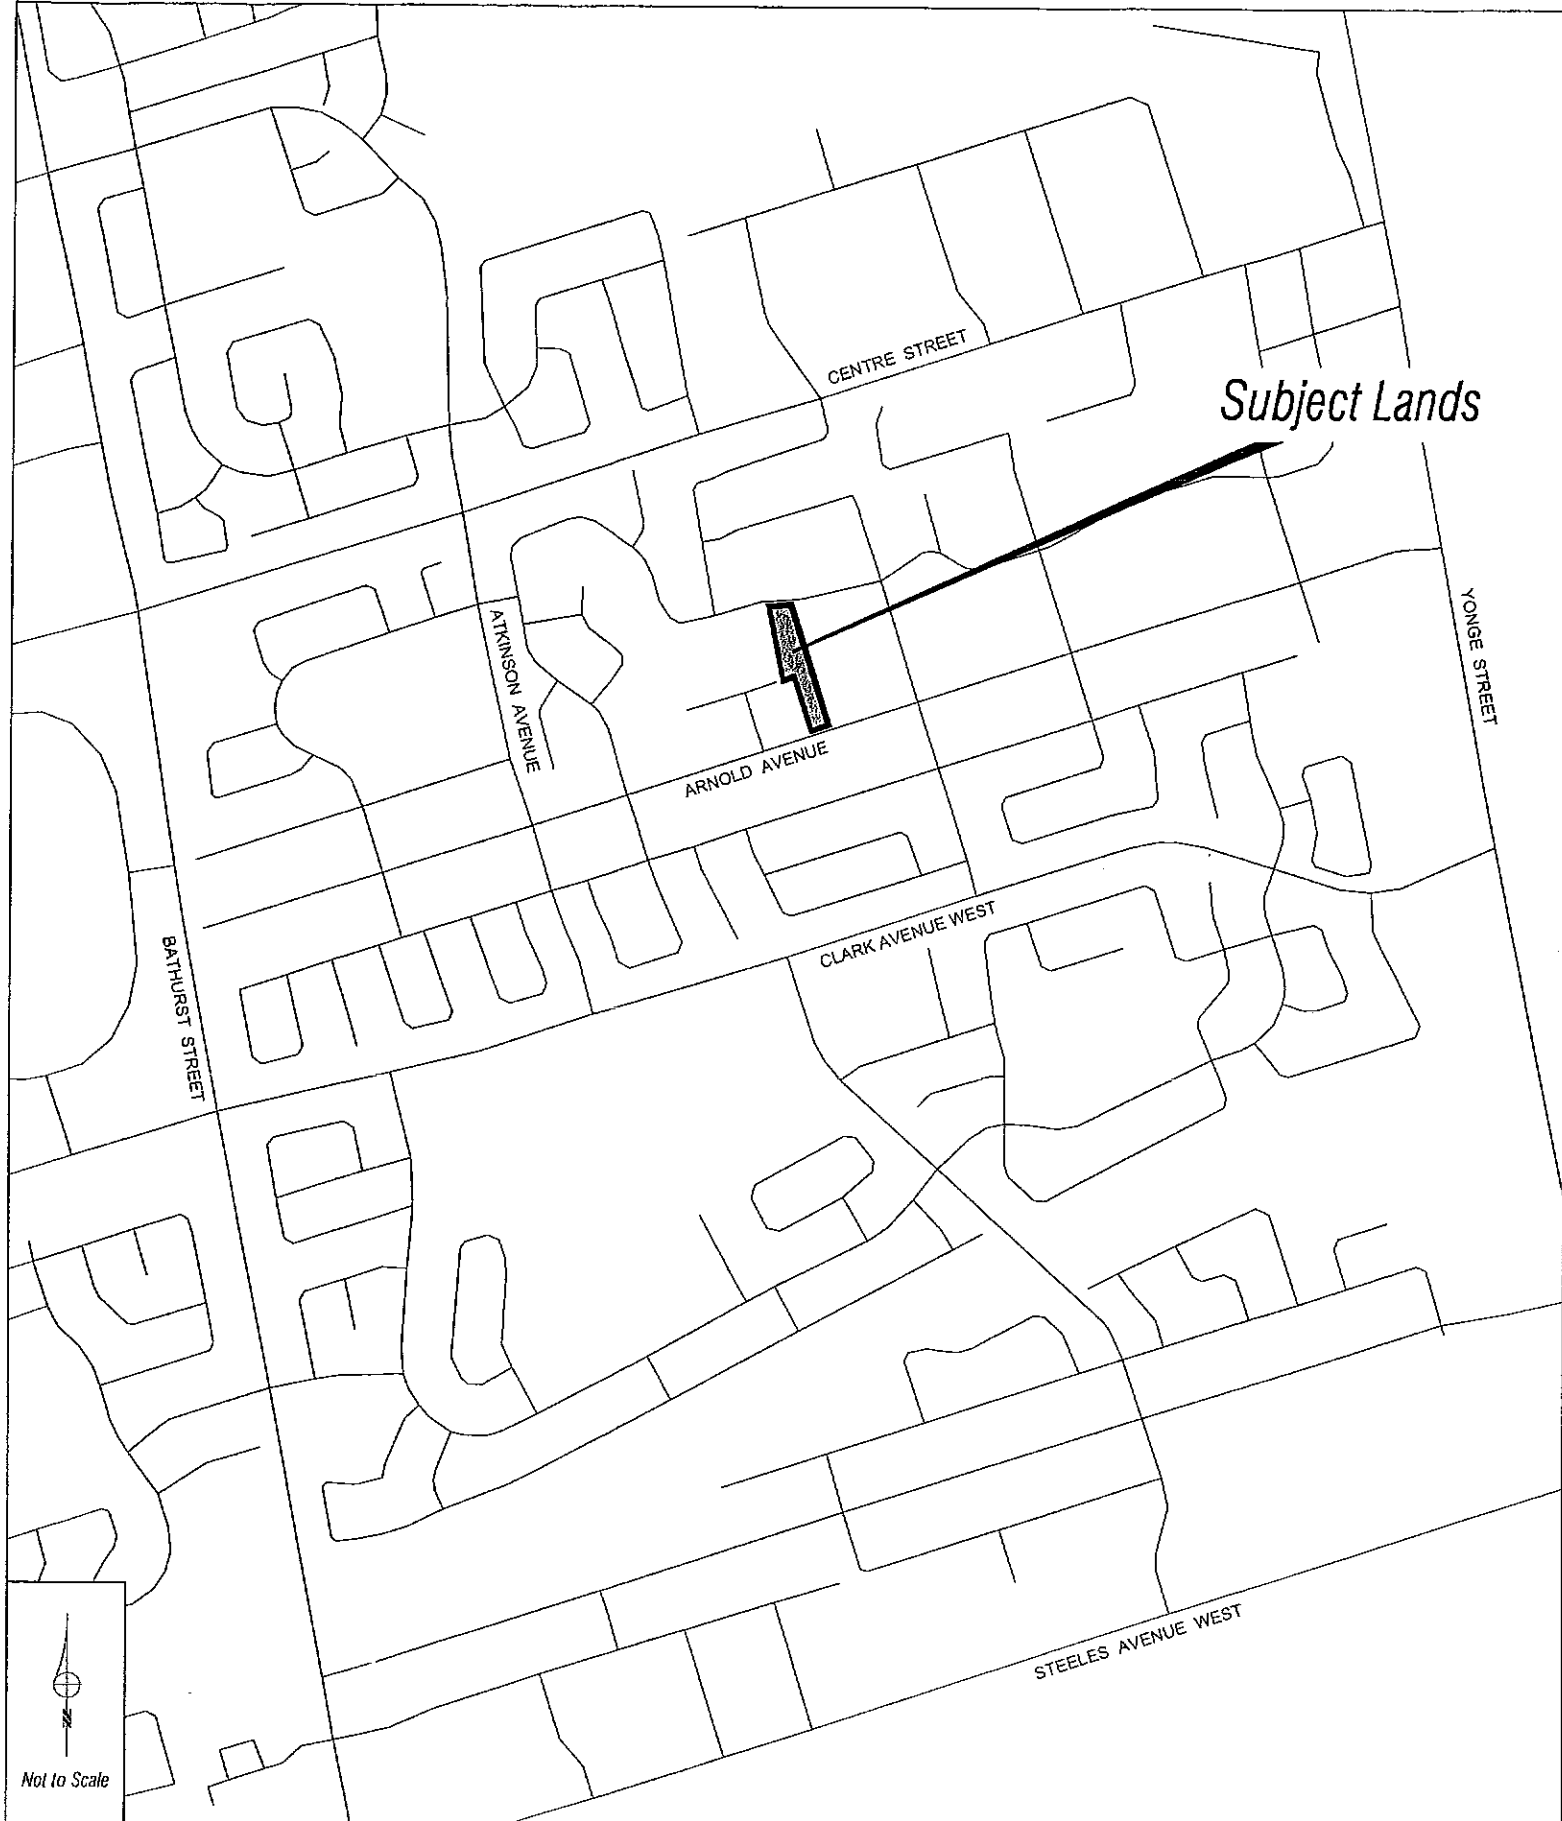 CENTRE STREET
Subject Lands
ATKINSON AVENUE
YONGE STREET
ARNOLD AVENUE
CLARK AVENUE WEST
BATHURST STREET
STEELES AVENUE WEST
N
Not to Scale